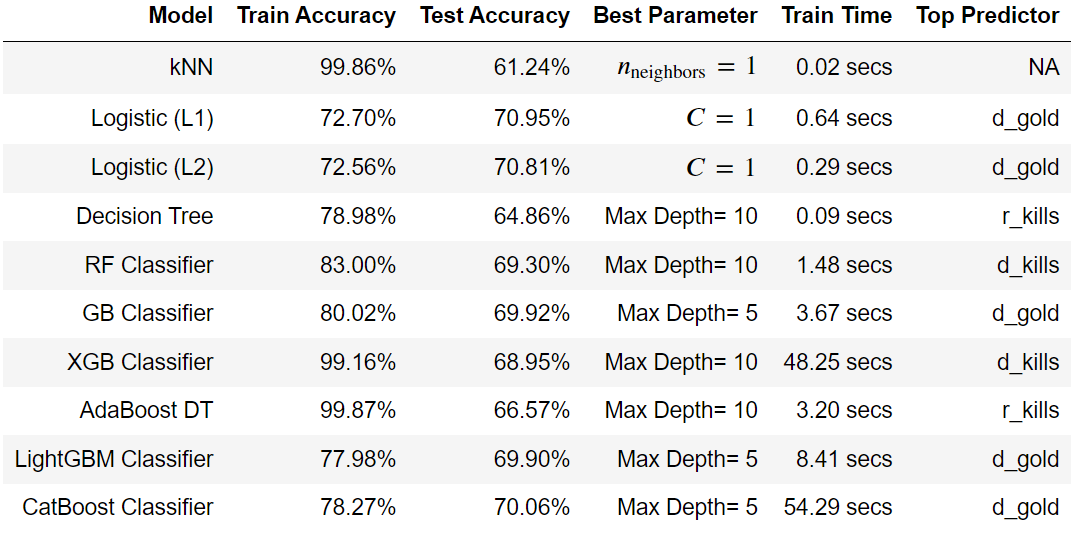 Model Train Accuracy Test Accuracy Best Parameter Train Time Top Predictor
kNN 99.86% 61.24% n_neighbors = 1 0.02 secs NA
Logistic (L1) 72.70% 70.95% C = 1 0.64 secs d_gold
Logistic (L2) 72.56% 70.81% C = 1 0.29 secs d_gold
Decision Tree 78.98% 64.86% Max Depth= 10 0.09 secs r_kills
RF Classifier 83.00% 69.30% Max Depth= 10 1.48 secs d_kills
GB Classifier 80.02% 69.92% Max Depth= 5 3.67 secs d_gold
XGB Classifier 99.16% 68.95% Max Depth= 10 48.25 secs d_kills
AdaBoost DT 99.87% 66.57% Max Depth= 10 3.20 secs r_kills
LightGBM Classifier 77.98% 69.90% Max Depth= 5 8.41 secs d_gold
CatBoost Classifier 78.27% 70.06% Max Depth= 5 54.29 secs d_gold